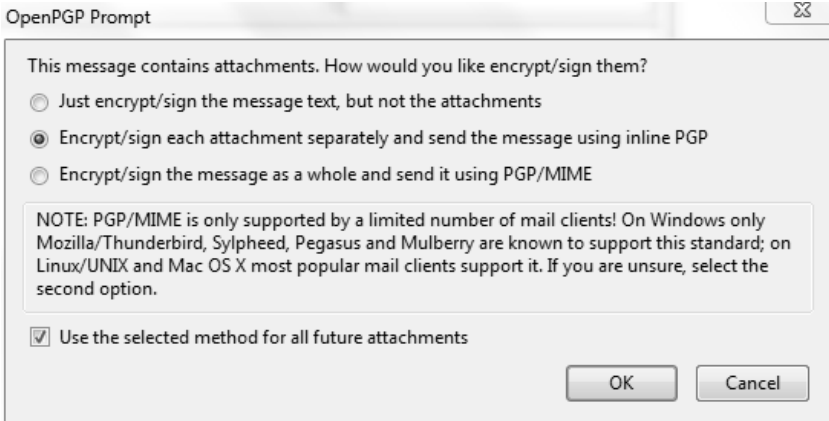 OpenPGP Prompt
This message contains attachments. How would you like encrypt/sign them?
Just encrypt/sign the message text, but not the attachments
Encrypt/sign each attachment separately and send the message using inline PGP
Encrypt/sign the message as a whole and send it using PGP/MIME
NOTE: PGP/MIME is only supported by a limited number of mail clients! On Windows only
Mozilla/Thunderbird, Sylpheed, Pegasus and Mulberry are known to support this standard; on
Linux/UNIX and Mac OS X most popular mail clients support it. If you are unsure, select the
second option.
Use the selected method for all future attachments
OK Cancel